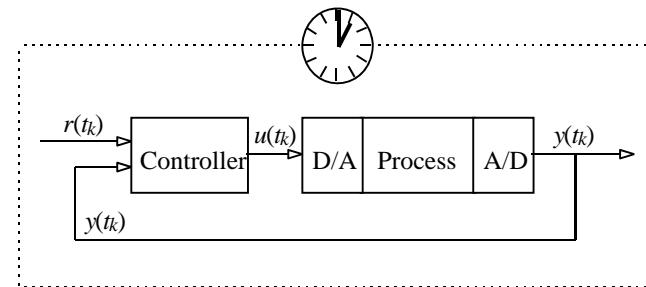 r(tk)
u(tk)
y(tk)
Controller
D/A
Process
A/D
y(tk)